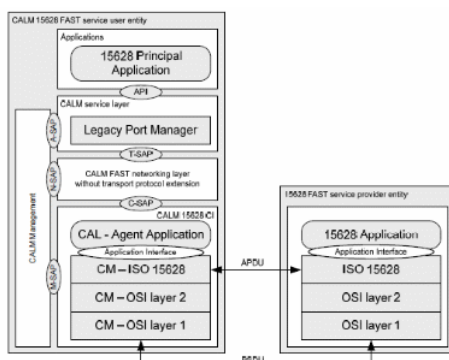 CALM 15628 FAST service user entity
Applications
15628 Principal
Application
API
CALM service layer
Legacy Port Manager
A-SAP
T-SAP
CALM FAST networking layer
without transport protocol extension
N-SAP
C-SAP
CALM Management
CALM 15628 CI
CAL - Agent Application
Application Interface
M-SAP
CM – ISO 15628
CM – OSI layer 2
CM – OSI layer 1
APDU
15628 FAST service provider entity
15628 Application
Application Interface
ISO 15628
OSI layer 2
OSI layer 1